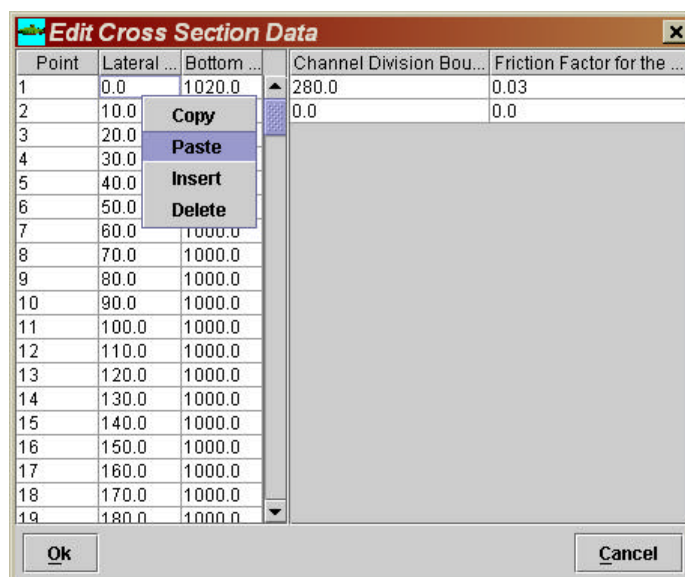 Edit Cross Section Data
Point Lateral ... Bottom ... Channel Division Bou... Friction Factor for the ...
1 0.0 1020.0 280.0 0.03
2 10.0 0.0 0.0
Copy
3 20.0
Paste
4 30.0
5 40.0
Insert
6 50.0
Delete
7 60.0 1000.0
8 70.0 1000.0
9 80.0 1000.0
10 90.0 1000.0
11 100.0 1000.0
12 110.0 1000.0
13 120.0 1000.0
14 130.0 1000.0
15 140.0 1000.0
16 150.0 1000.0
17 160.0 1000.0
18 170.0 1000.0
19 180.0 1000.0
Ok Cancel